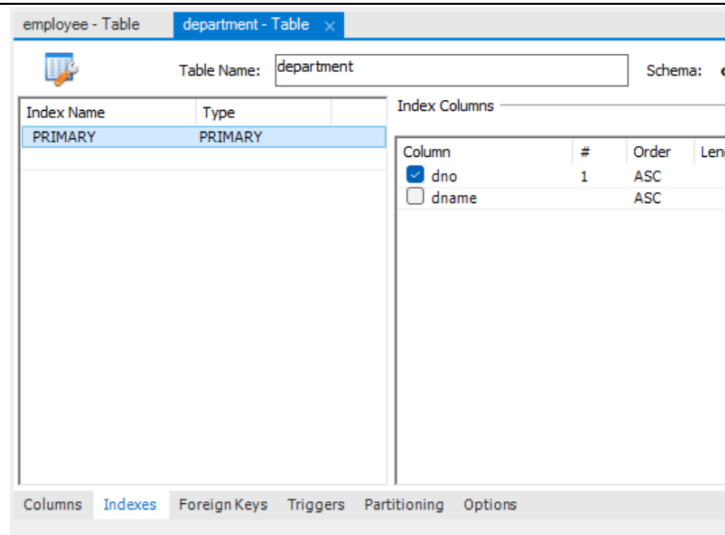 employee - Table department - Table ×
Table Name: department Schema:
Index Name Type
PRIMARY PRIMARY
Index Columns
Column # Order
dno 1 ASC
dname ASC
Columns Indexes Foreign Keys Triggers Partitioning Options